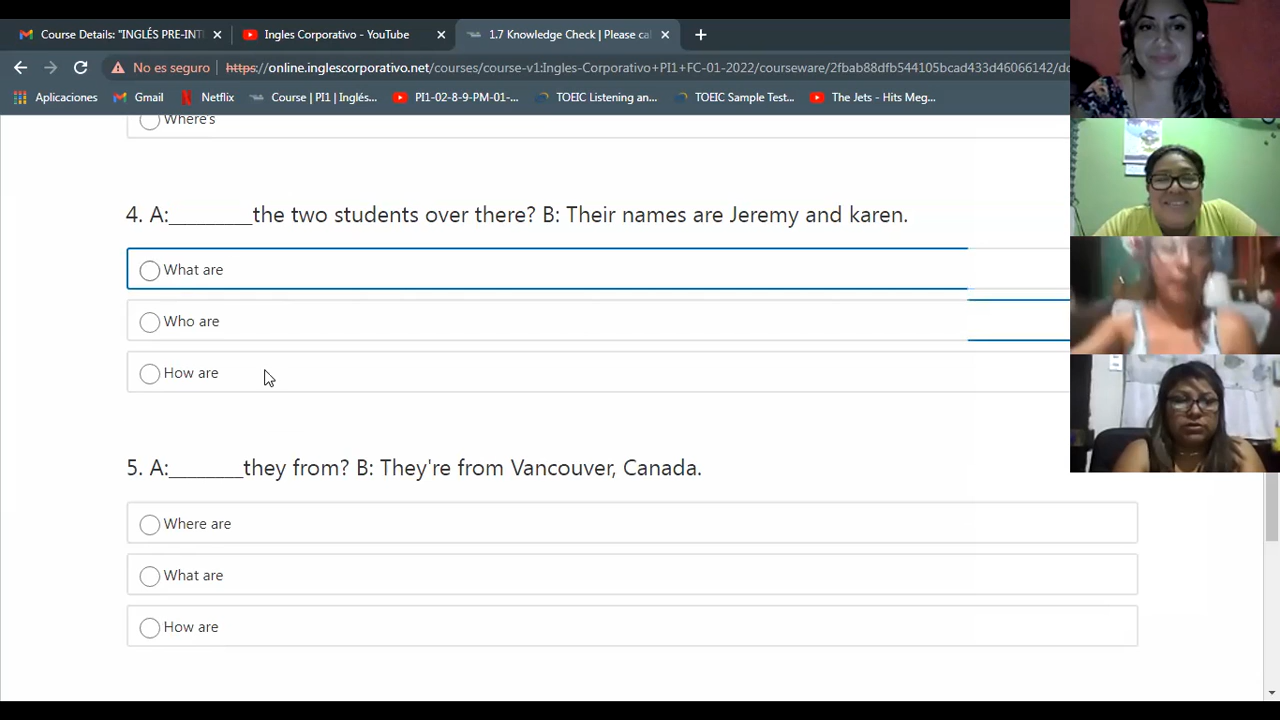 Course Details: "INGLÉS PRE-INT
Ingles Corporativo - YouTube
1.7 Knowledge Check | Please cal
No es seguro
https://online.inglescorporativo.net/courses/course-v1:Ingles-Corporativo+PI1+FC-01-2022/courseware/2fbab88dfb544105bcad433d46066142/dc
Aplicaciones
Gmail
Netflix
Course | PI1 | Inglés...
PI1-02-8-9-PM-01-...
TOEIC Listening an...
TOEIC Sample Test...
The Jets - Hits Meg...
Where's
4. A:_________the two students over there? B: Their names are Jeremy and karen.
What are
Who are
How are
5. A:________they from? B: They're from Vancouver, Canada.
Where are
What are
How are